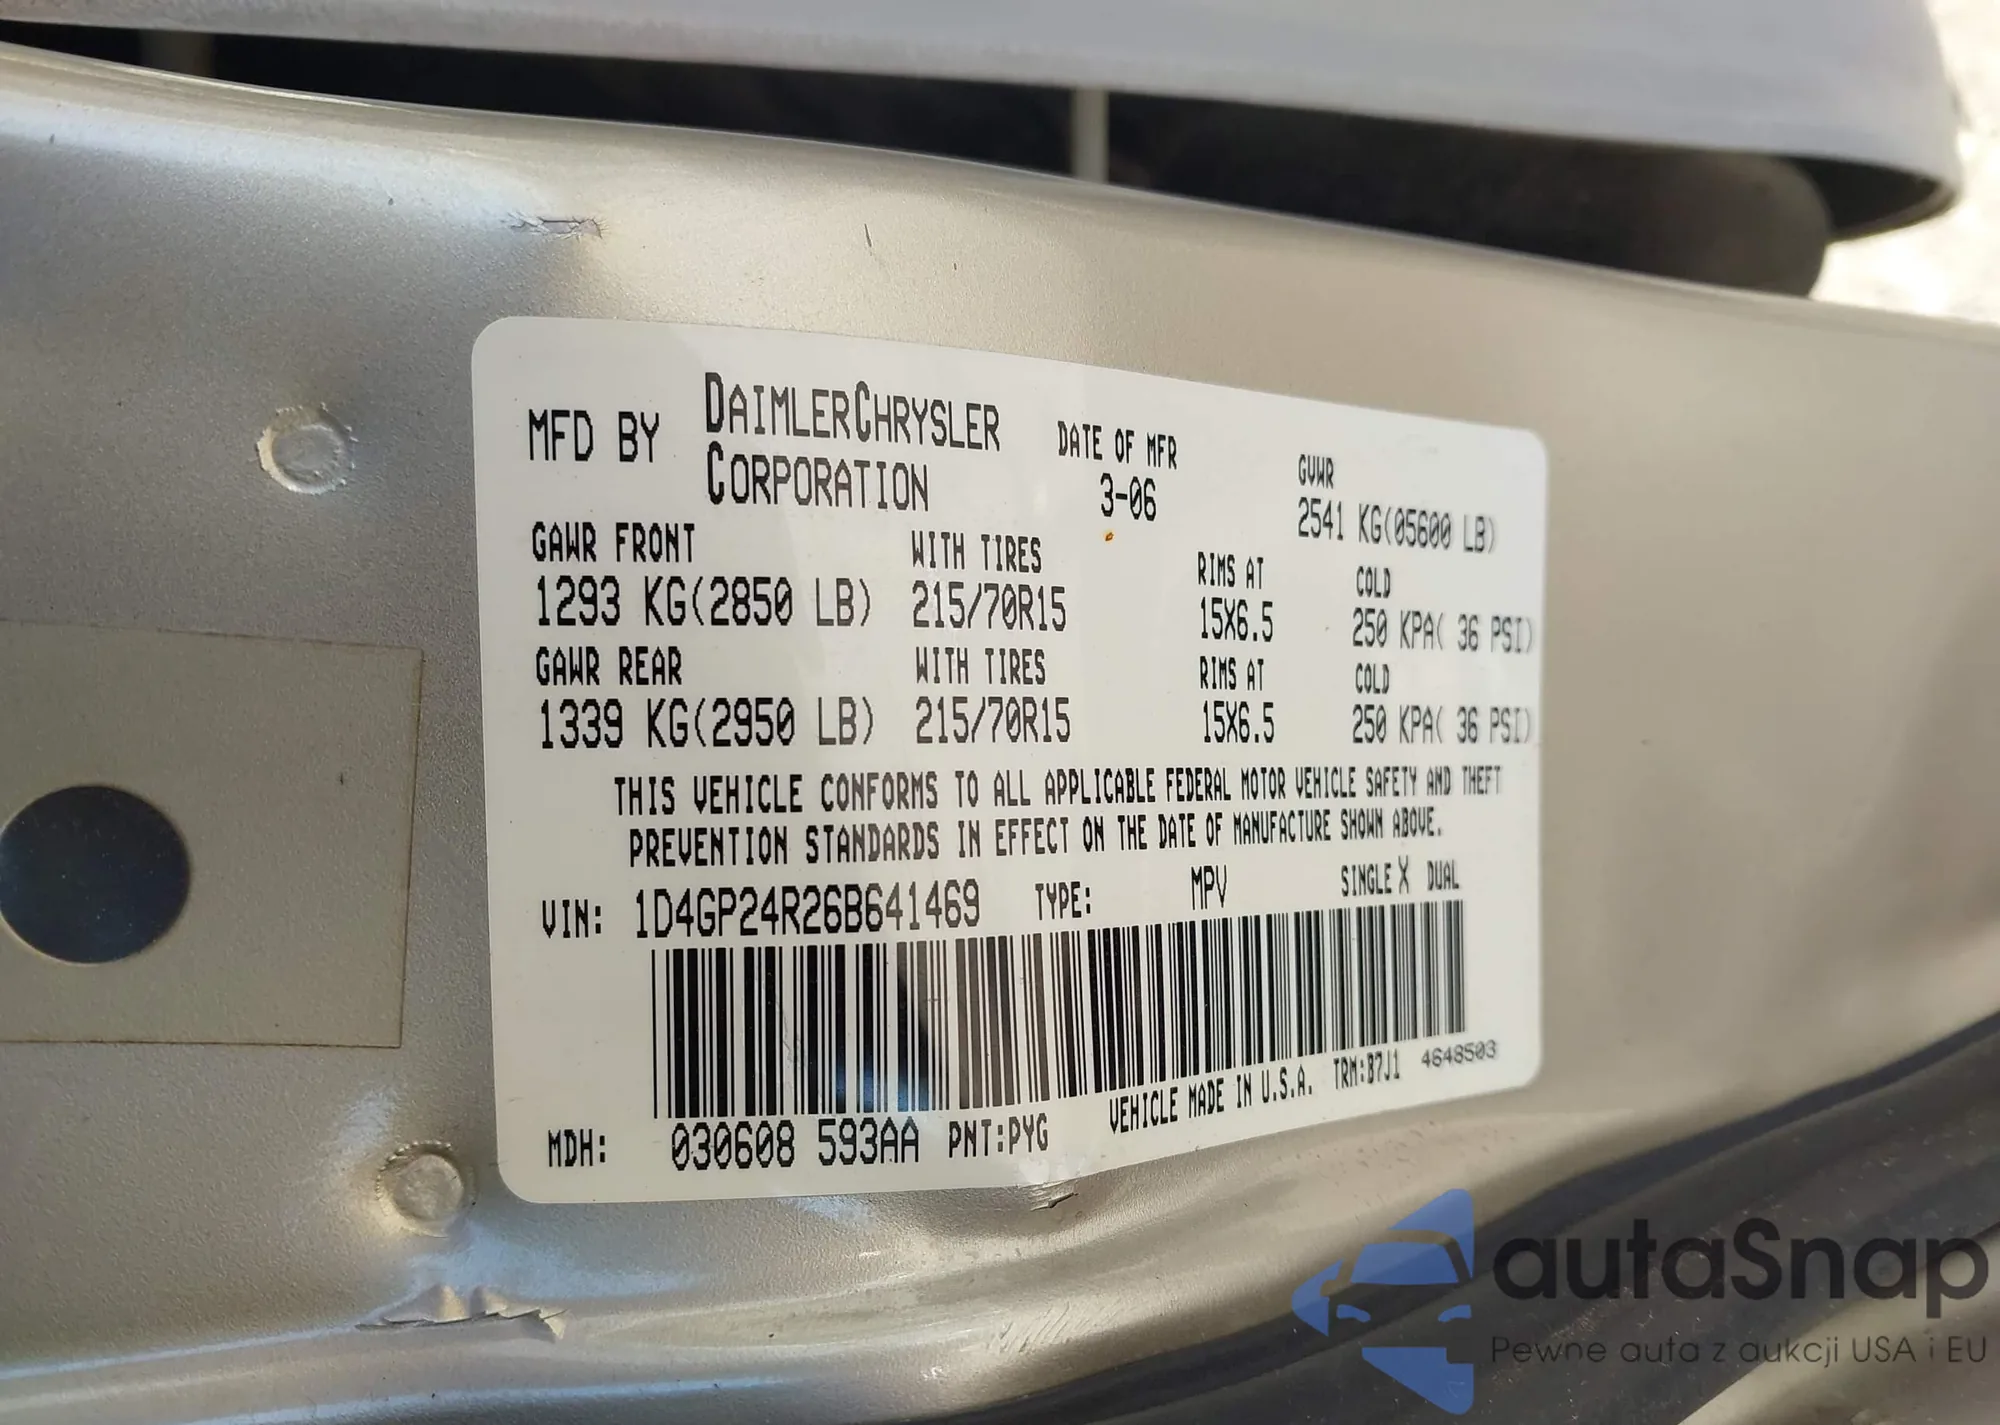 MFD BY DAIMLERCHRYSLER CORPORATION
DATE OF MFR
3-06
GVWR
2541 KG(05600 LB)
GAWR FRONT WITH TIRES RIMS AT COLD
1293 KG(2850 LB) 215/70R15 15X6.5 250 KPA( 36 PSI)
GAWR REAR WITH TIRES RIMS AT COLD
1339 KG(2950 LB) 215/70R15 15X6.5 250 KPA( 36 PSI)
THIS VEHICLE CONFORMS TO ALL APPLICABLE FEDERAL MOTOR VEHICLE SAFETY AND THEFT
PREVENTION STANDARDS IN EFFECT ON THE DATE OF MANUFACTURE SHOWN ABOVE.
VIN: 1D4GP24R26B641469 TYPE: MPV SINGLE X DUAL
MDH: 030608 593AA PNT:PYG VEHICLE MADE IN U.S.A. TRM:B7J1 4648503
autaSnap
Pewne auta z aukcji USA i EU